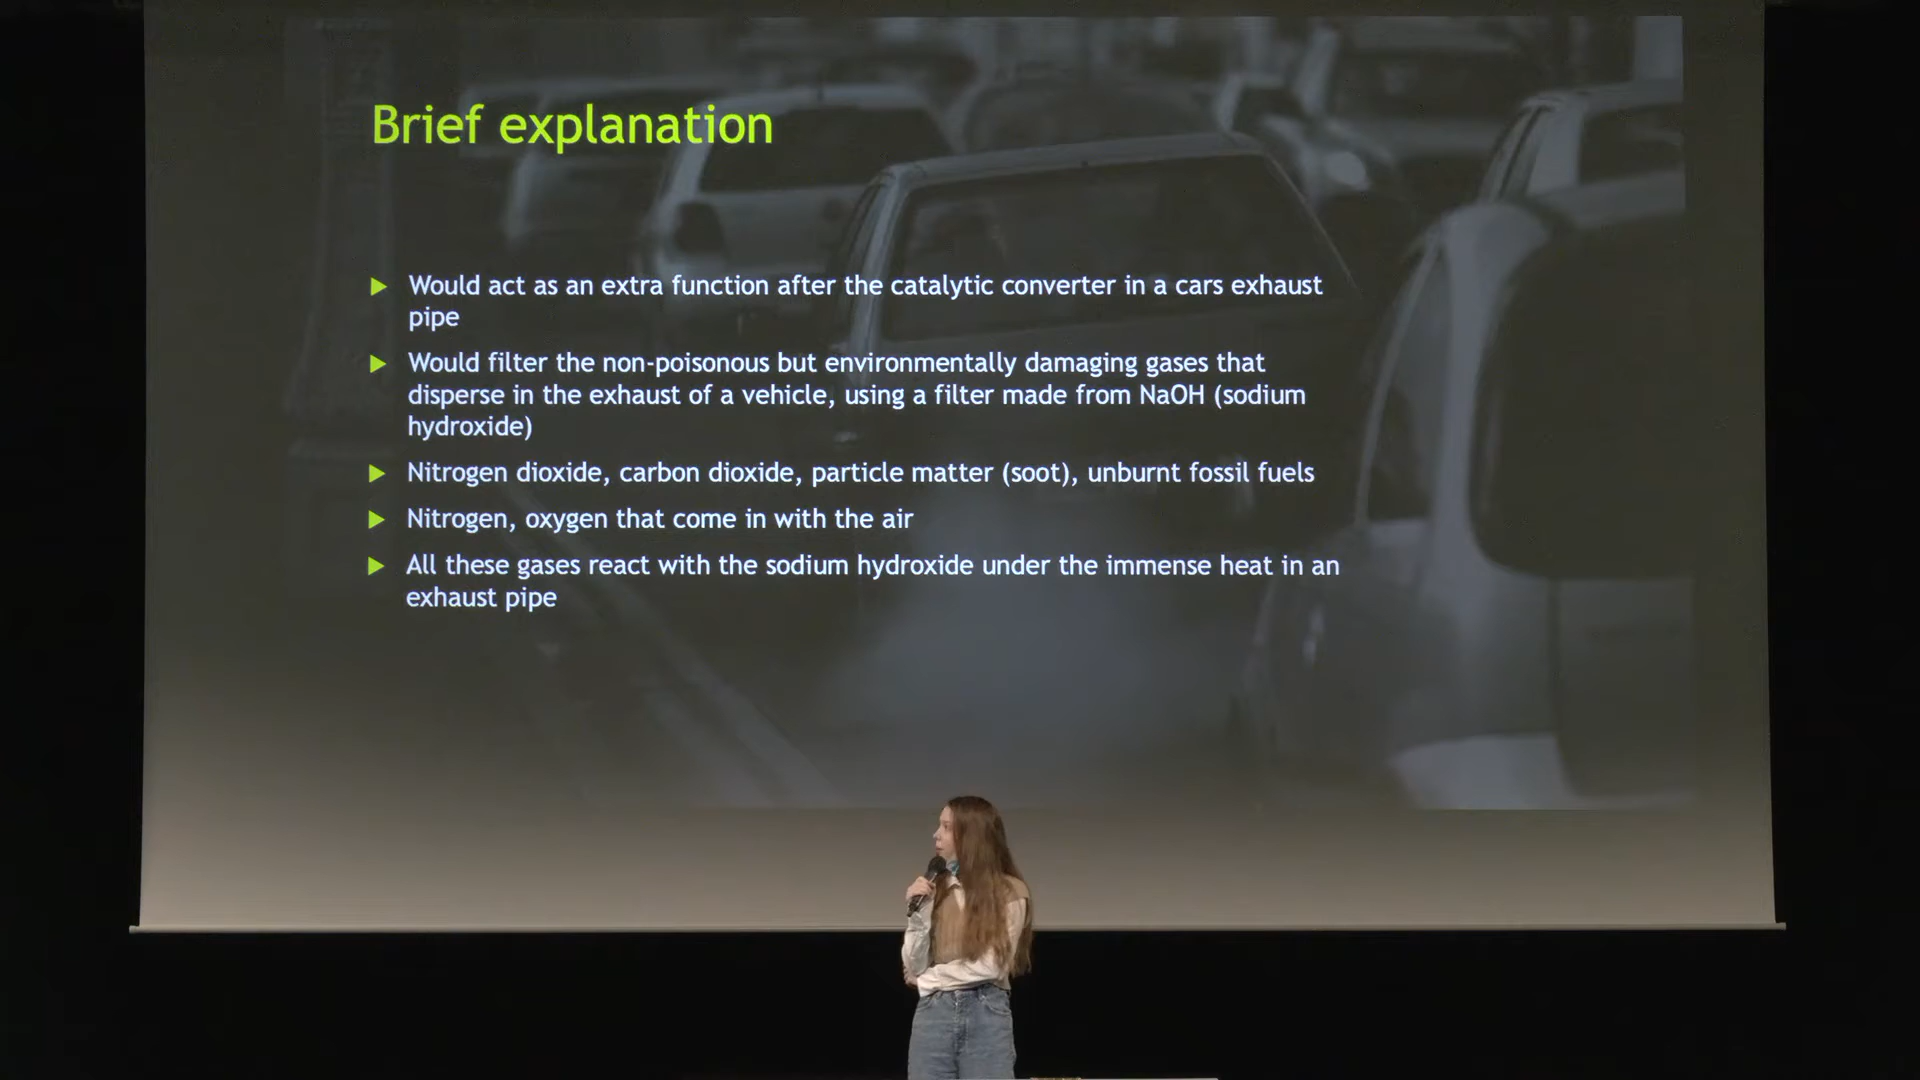 Brief explanation
Would act as an extra function after the catalytic converter in a cars exhaust
pipe
Would filter the non-poisonous but environmentally damaging gases that
disperse in the exhaust of a vehicle, using a filter made from NaOH (sodium
hydroxide)
Nitrogen dioxide, carbon dioxide, particle matter (soot), unburnt fossil fuels
Nitrogen, oxygen that come in with the air
All these gases react with the sodium hydroxide under the immense heat in an
exhaust pipe